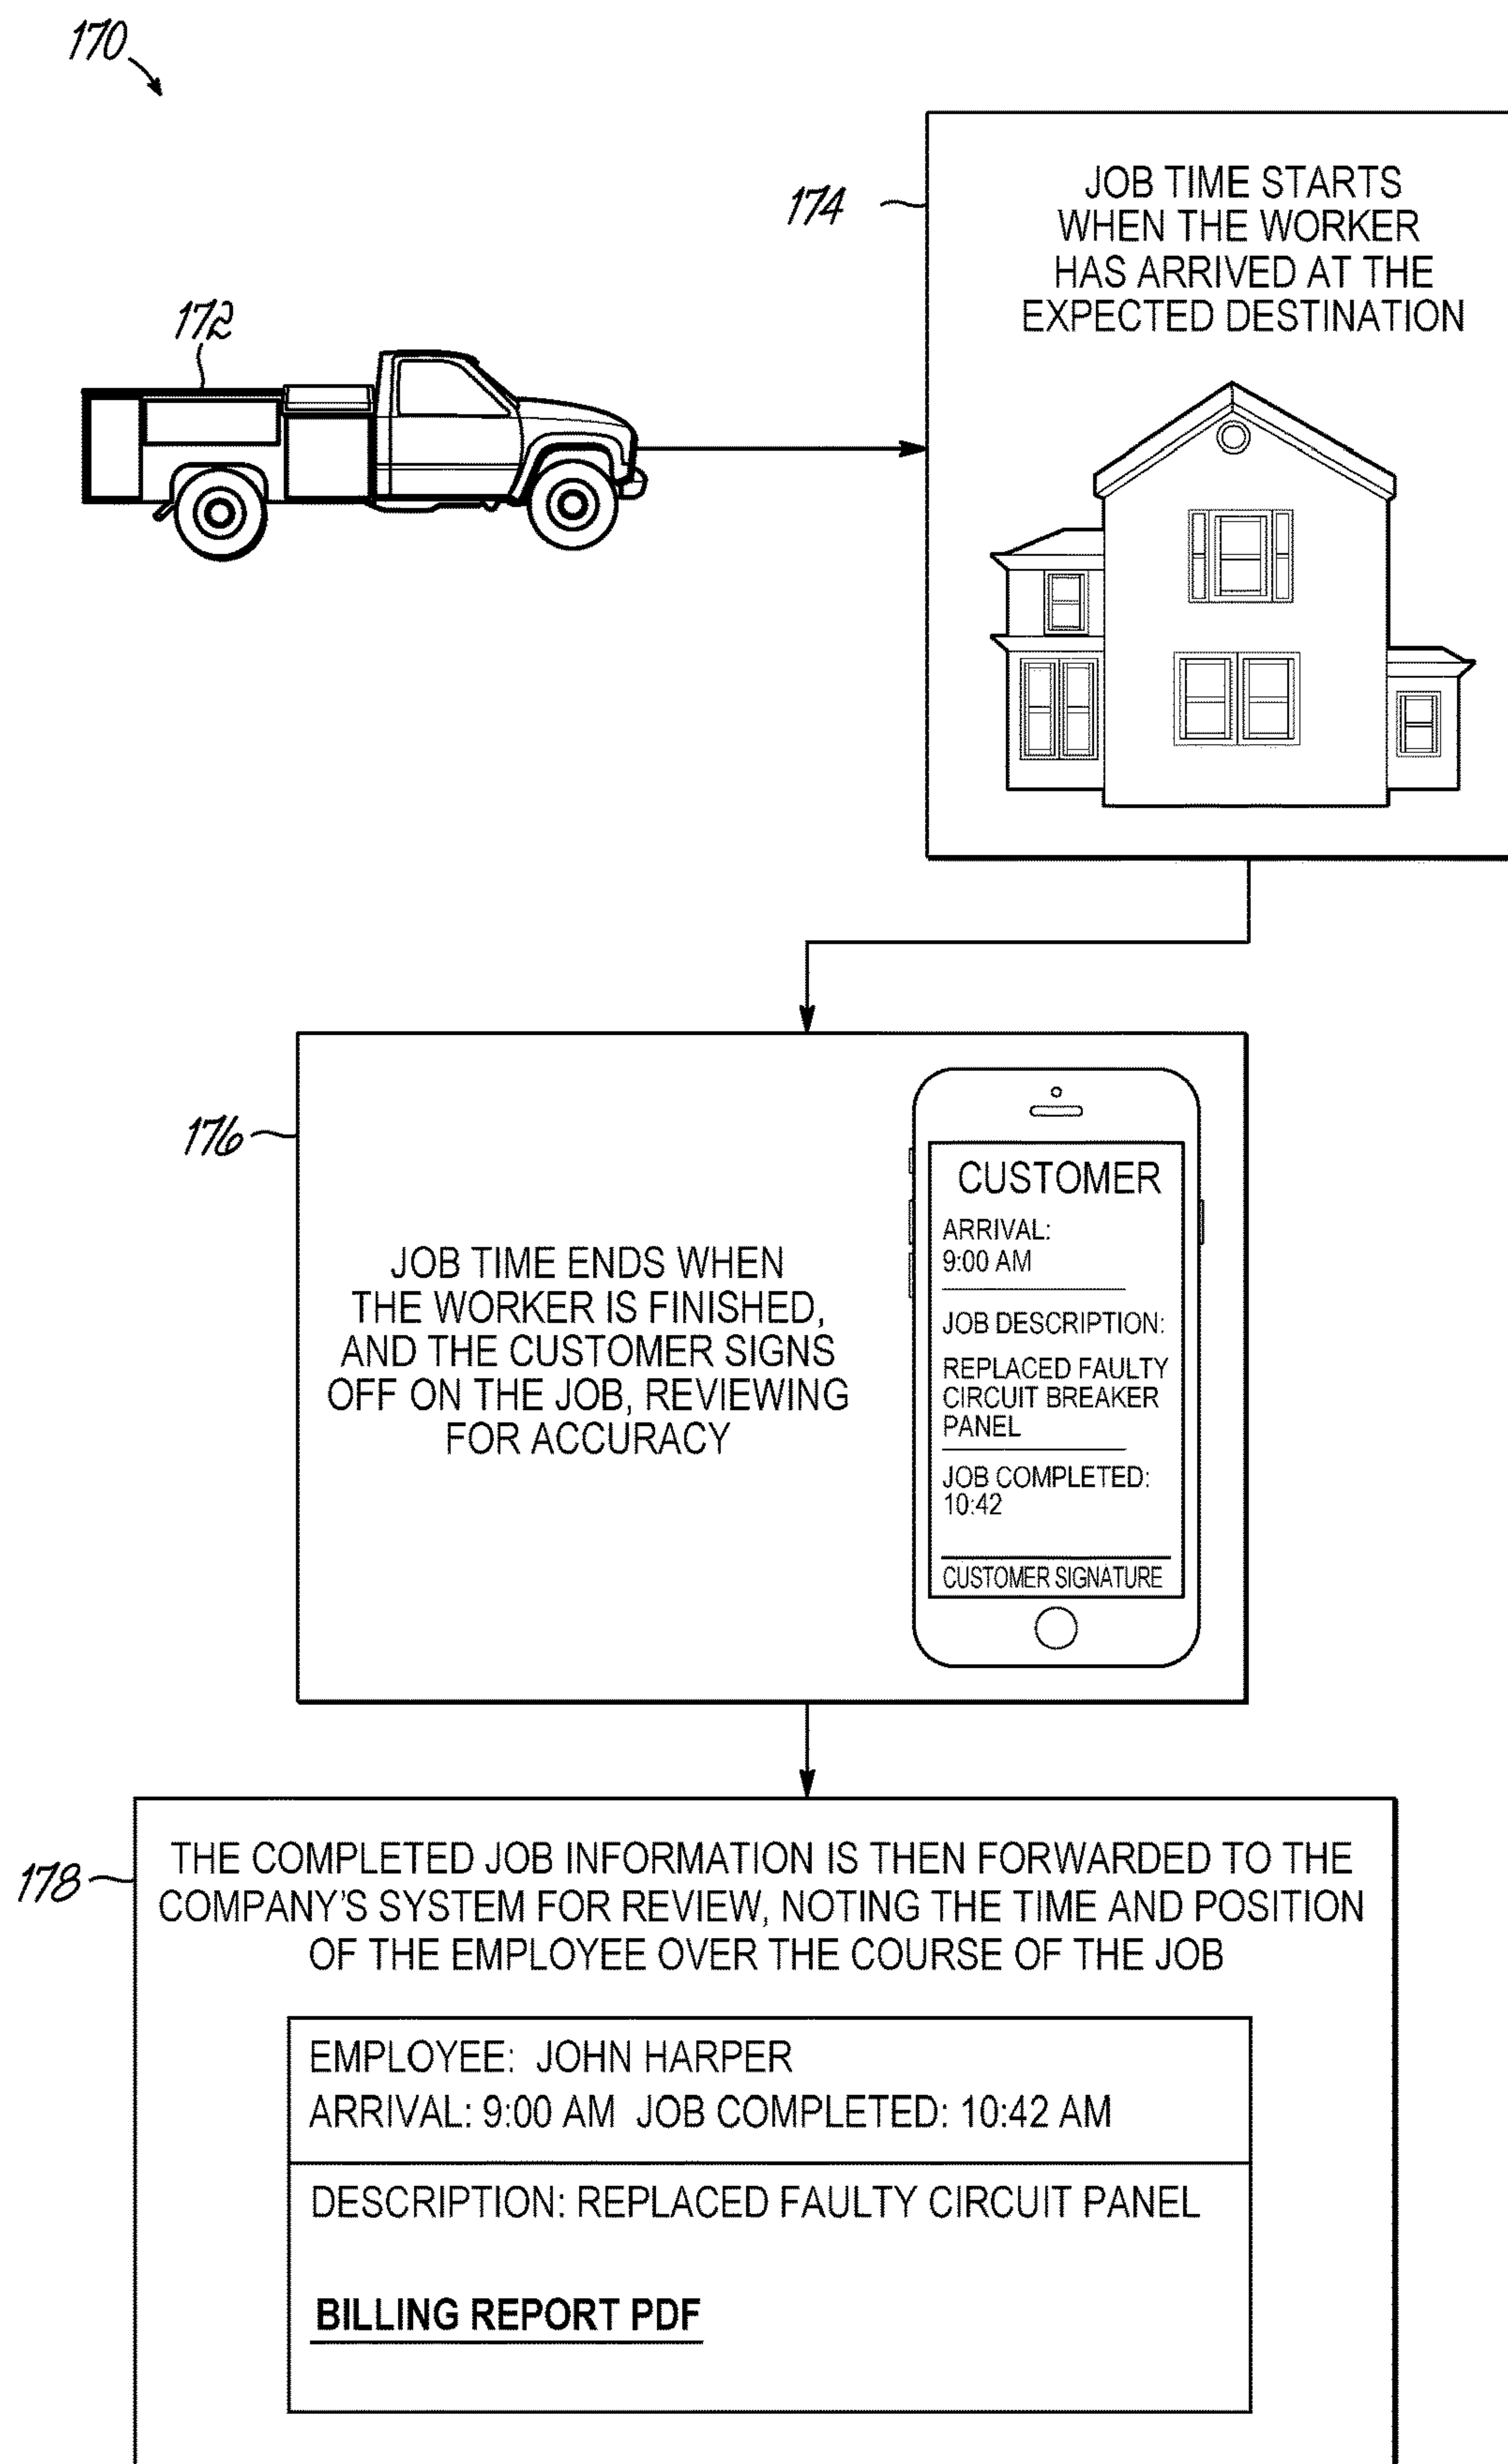 170
174
JOB TIME STARTS
WHEN THE WORKER
HAS ARRIVED AT THE
EXPECTED DESTINATION
172
176
JOB TIME ENDS WHEN
THE WORKER IS FINISHED,
AND THE CUSTOMER SIGNS
OFF ON THE JOB, REVIEWING
FOR ACCURACY
CUSTOMER
ARRIVAL:
9:00 AM
JOB DESCRIPTION:
REPLACED FAULTY
CIRCUIT BREAKER
PANEL
JOB COMPLETED:
10:42
CUSTOMER SIGNATURE
178
THE COMPLETED JOB INFORMATION IS THEN FORWARDED TO THE
COMPANY'S SYSTEM FOR REVIEW, NOTING THE TIME AND POSITION
OF THE EMPLOYEE OVER THE COURSE OF THE JOB
EMPLOYEE: JOHN HARPER
ARRIVAL: 9:00 AM JOB COMPLETED: 10:42 AM
DESCRIPTION: REPLACED FAULTY CIRCUIT PANEL
BILLING REPORT PDF